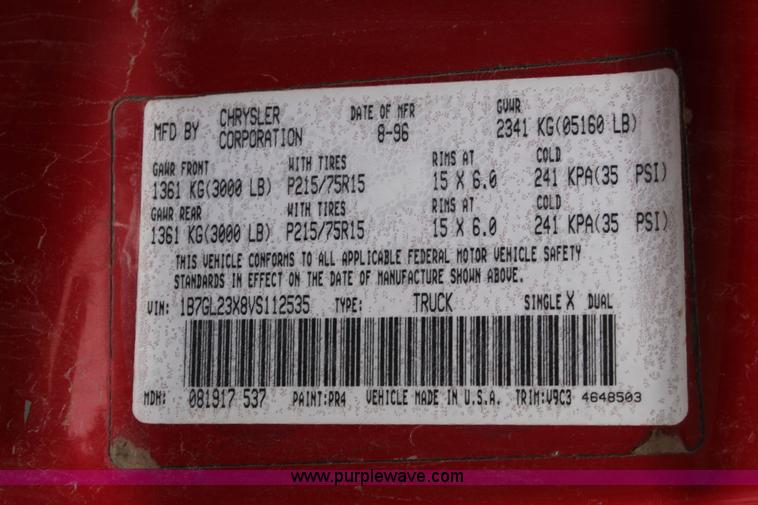 MFD BY CHRYSLER CORPORATION DATE OF MFR 8-96 GVWR 2341 KG(05160 LB)
GAWR FRONT WITH TIRES RIMS AT COLD
1361 KG(3000 LB) P215/75R15 15 X 6.0 241 KPA(35 PSI)
GAWR REAR WITH TIRES RIMS AT COLD
1361 KG(3000 LB) P215/75R15 15 X 6.0 241 KPA(35 PSI)
THIS VEHICLE CONFORMS TO ALL APPLICABLE FEDERAL MOTOR VEHICLE SAFETY
STANDARDS IN EFFECT ON THE DATE OF MANUFACTURE SHOWN ABOVE.
VIN: 1B7GL23X8VS112535 TYPE: TRUCK SINGLE X DUAL
MDH: 081917 537 PAINT:PR4 VEHICLE MADE IN U.S.A. TRIM:V9C3 4648503
www.purplewave.com